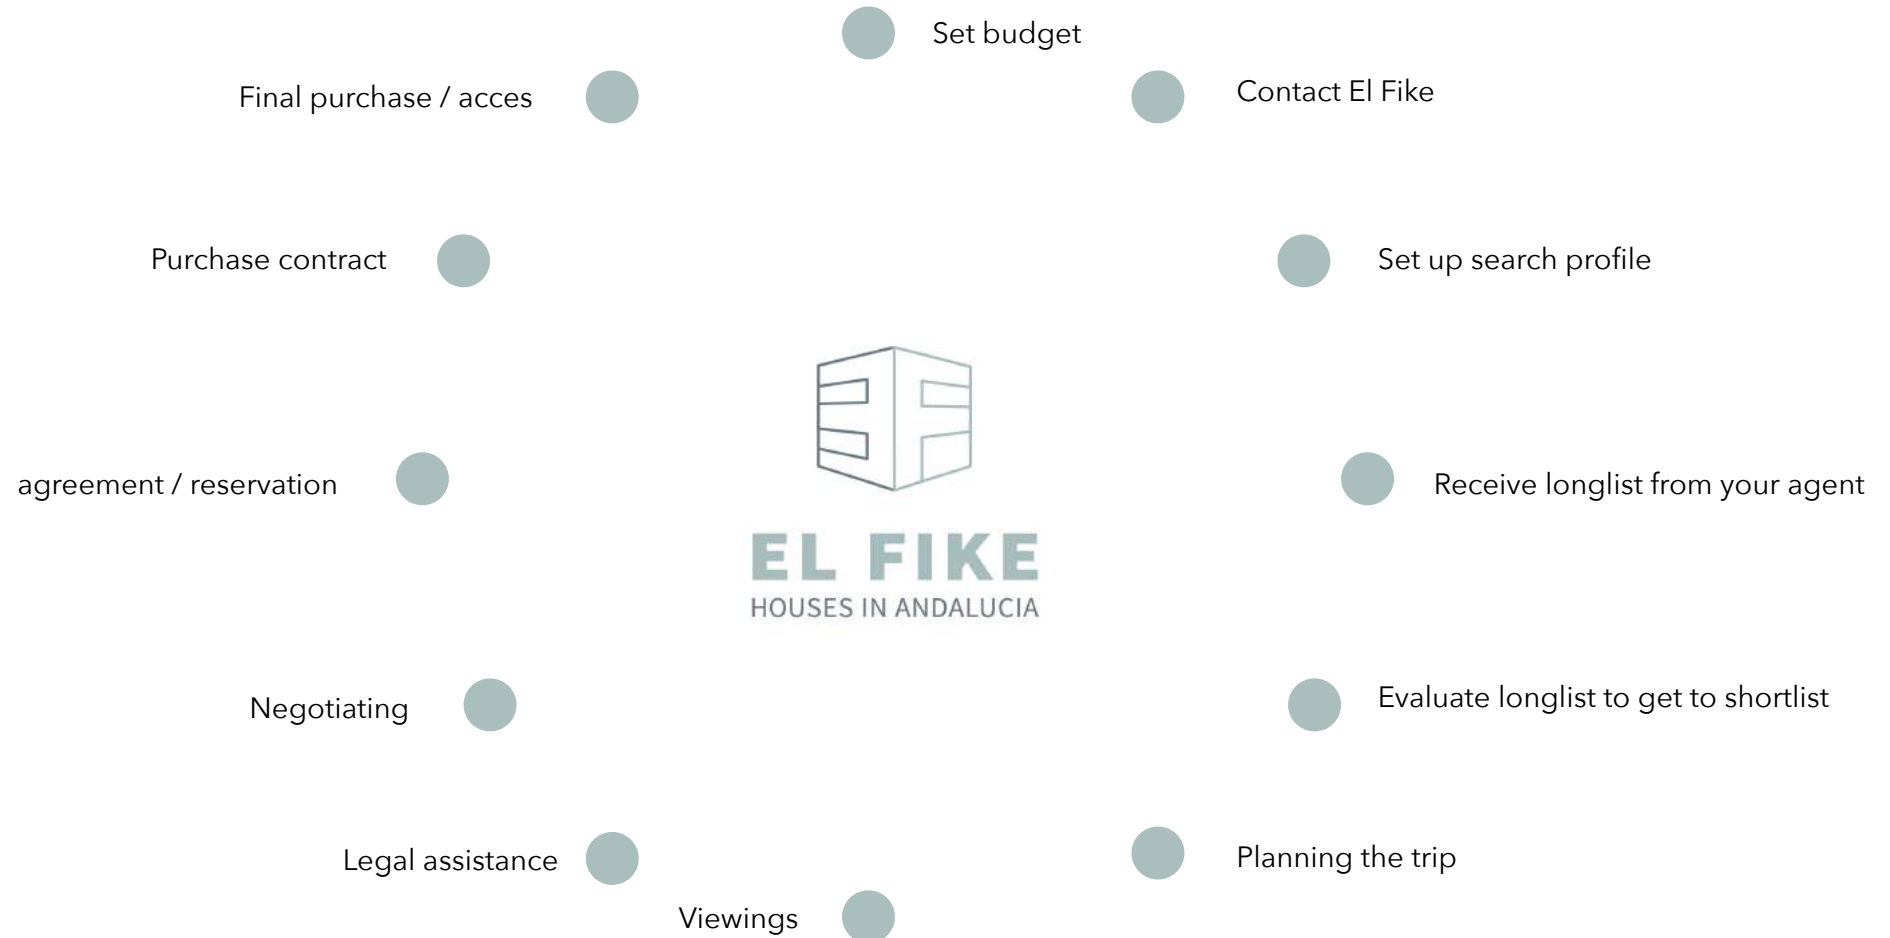 Set budget
Final purchase / acces
Contact El Fike
Purchase contract
Set up search profile
agreement / reservation
Receive longlist from your agent
EL FIKE
HOUSES IN ANDALUCIA
Negotiating
Evaluate longlist to get to shortlist
Legal assistance
Planning the trip
Viewings